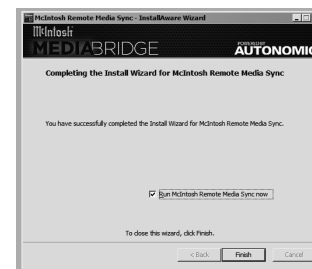 McIntosh Remote Media Sync - InstallAware Wizard
McIntosh
MEDIABRIDGE
AUTONOMIC
Completing the Install Wizard for McIntosh Remote Media Sync
You have successfully completed the Install Wizard for McIntosh Remote Media Sync.
Run McIntosh Remote Media Sync now
To close this wizard, click Finish.
< Back
Finish
Cancel